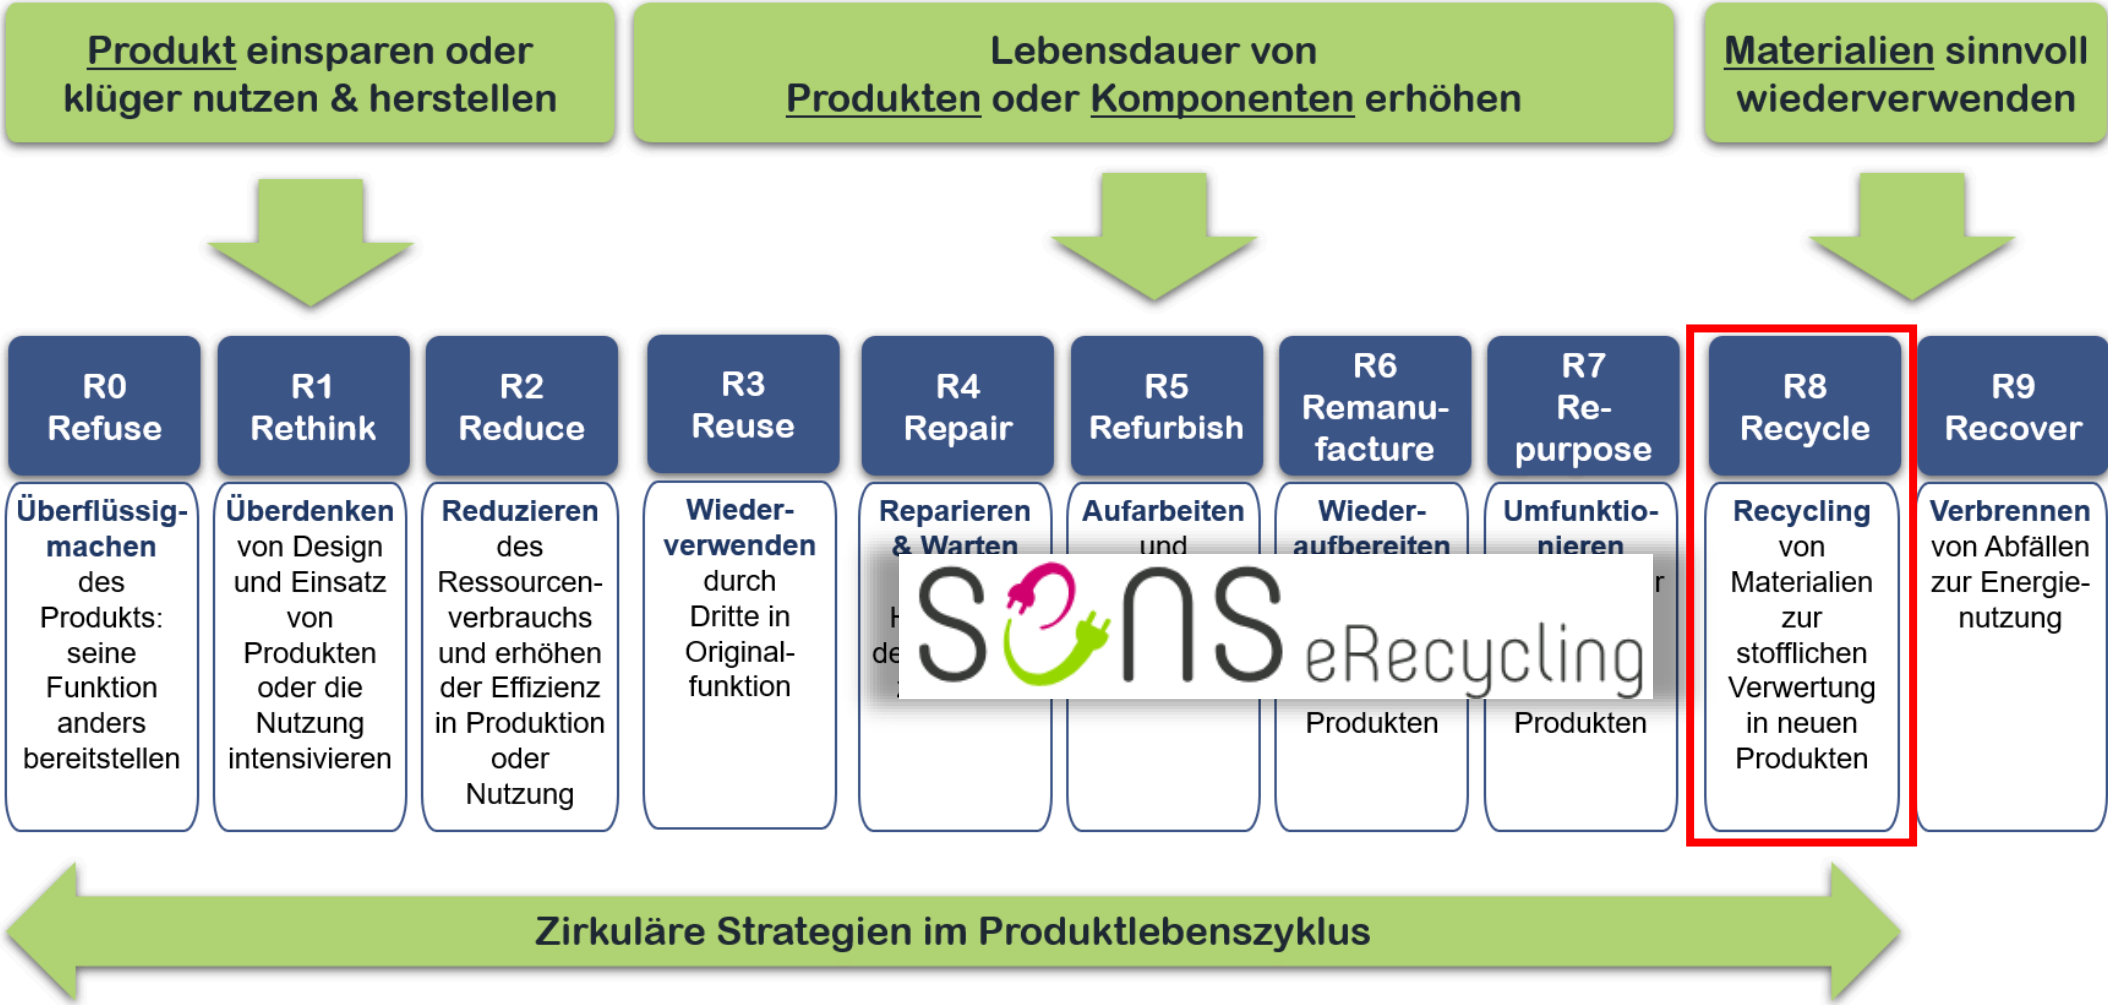 Produkt einsparen oder
klüger nutzen & herstellen
Lebensdauer von
Produkten oder Komponenten erhöhen
Materialien sinnvoll
wiederverwenden
R0
Refuse
R1
Rethink
R2
Reduce
R3
Reuse
R4
Repair
R5
Refurbish
R6
Remanu-
facture
R7
Re-
purpose
R8
Recycle
R9
Recover
Überflüssig-
machen
des
Produkts:
seine
Funktion
anders
bereitstellen
Überdenken
von Design
und Einsatz
von
Produkten
oder die
Nutzung
intensivieren
Reduzieren
des
Ressourcen-
verbrauchs
und erhöhen
der Effizienz
in Produktion
oder
Nutzung
Wieder-
verwenden
durch
Dritte in
Original-
funktion
Reparieren
& Warten
Aufarbeiten
und
Wieder-
aufbereiten
Produkten
Umfunktio-
nieren
Produkten
Recycling
von
Materialien
zur
stofflichen
Verwertung
in neuen
Produkten
Verbrennen
von Abfällen
zur Energie-
nutzung
SENS eRecycling
Zirkuläre Strategien im Produktlebenszyklus